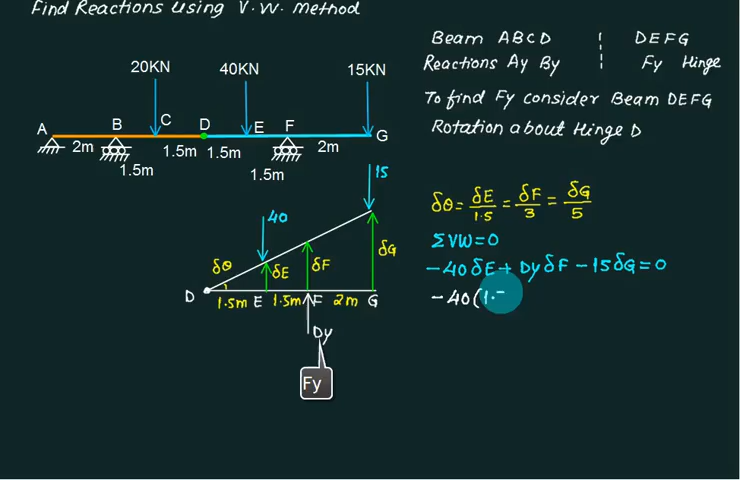 Find Reactions Using V.W. method
Beam ABCD DEFG
Reactions Ay By Fy Hinge
To find Fy consider Beam DEFG
Rotation about Hinge D
20KN 40KN 15KN
A B C D E F G
2m 1.5m 1.5m 2m
1.5m 1.5m
15
40
δθ δE δF δG
D 1.5m E 1.5m F 2m G
Dy
Fy
δθ = δE/1.5 = δF/3 = δG/5
ΣVW=0
-40δE + DyδF - 15δG = 0
-40(1.